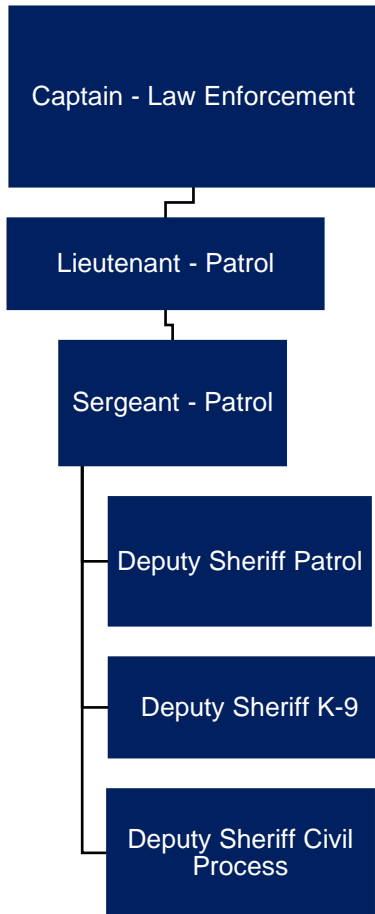 Captain - Law Enforcement
Lieutenant - Patrol
Sergeant - Patrol
Deputy Sheriff Patrol
Deputy Sheriff K-9
Deputy Sheriff Civil
Process